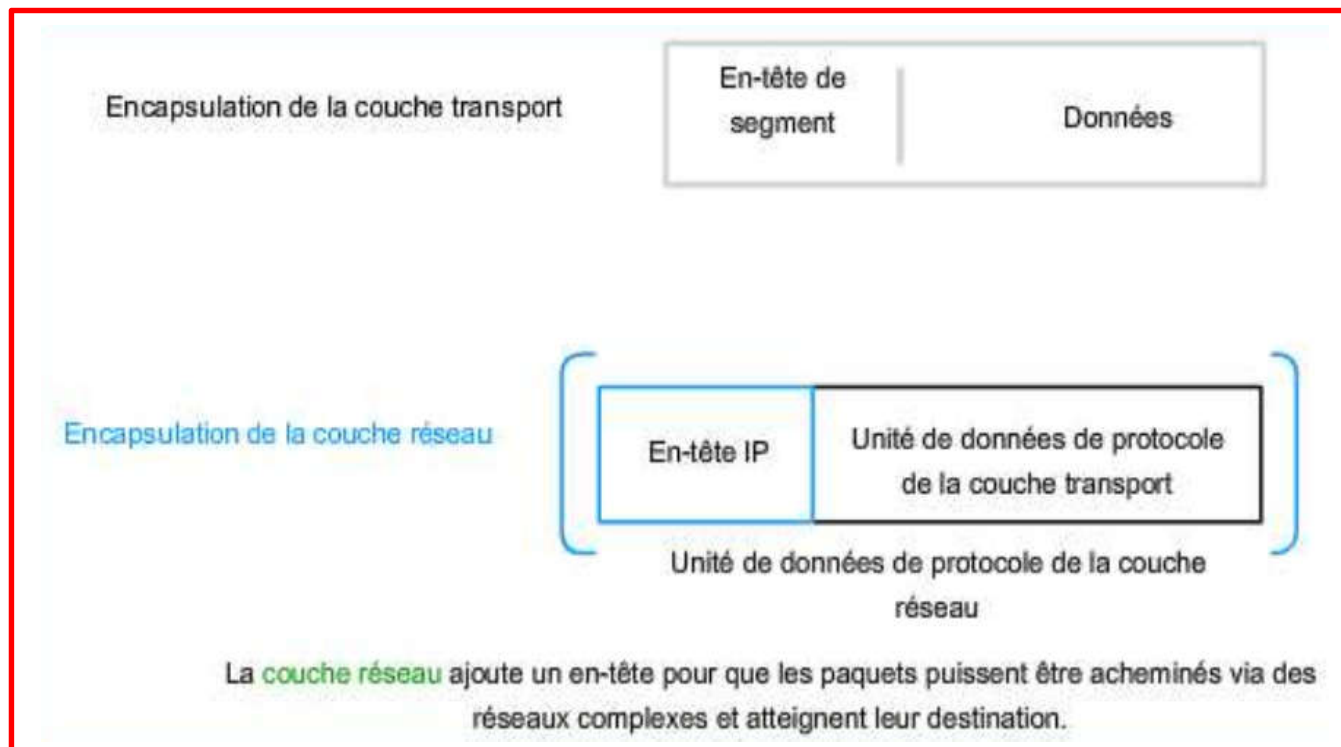 Encapsulation de la couche transport
En-tête de
segment
Données
Encapsulation de la couche réseau
En-tête IP
Unité de données de protocole
de la couche transport
Unité de données de protocole de la couche
réseau
La couche réseau ajoute un en-tête pour que les paquets puissent être acheminés via des
réseaux complexes et atteignent leur destination.